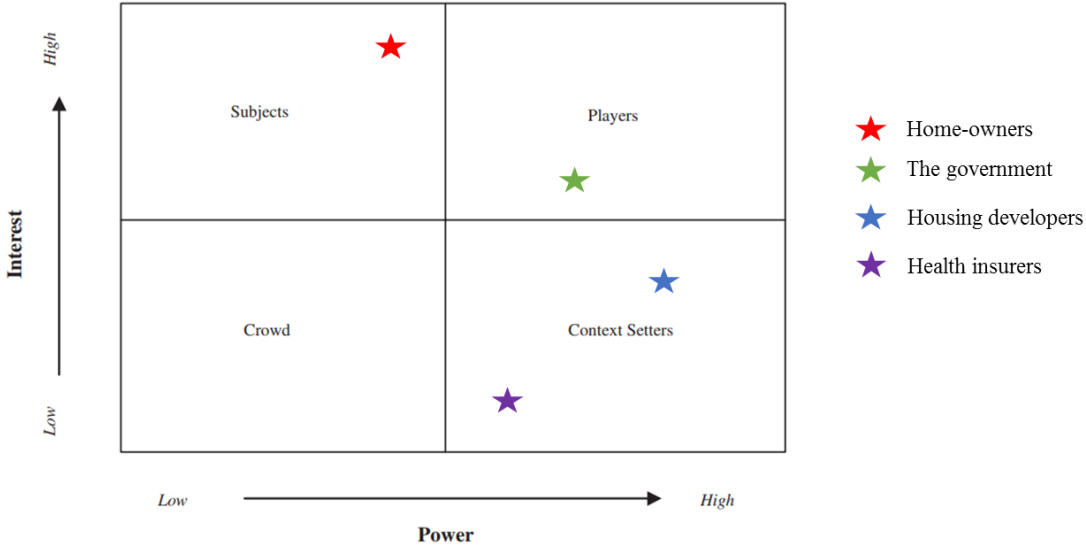 High
Subjects
Players
Home-owners
The government
Housing developers
Health insurers
Interest
Crowd
Context Setters
Low
Low
High
Power